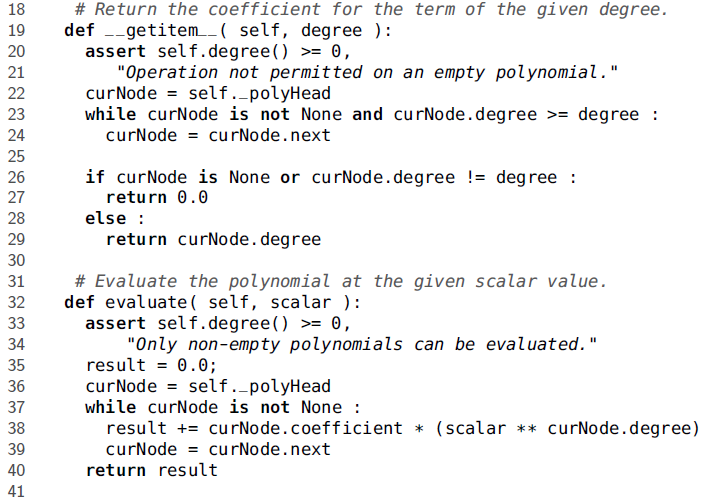 18 # Return the coefficient for the term of the given degree.
19 def __getitem__( self, degree ):
20 assert self.degree() >= 0,
21 "Operation not permitted on an empty polynomial."
22 curNode = self._polyHead
23 while curNode is not None and curNode.degree >= degree :
24 curNode = curNode.next
25
26 if curNode is None or curNode.degree != degree :
27 return 0.0
28 else :
29 return curNode.degree
30
31 # Evaluate the polynomial at the given scalar value.
32 def evaluate( self, scalar ):
33 assert self.degree() >= 0,
34 "Only non-empty polynomials can be evaluated."
35 result = 0.0;
36 curNode = self._polyHead
37 while curNode is not None :
38 result += curNode.coefficient * (scalar ** curNode.degree)
39 curNode = curNode.next
40 return result
41